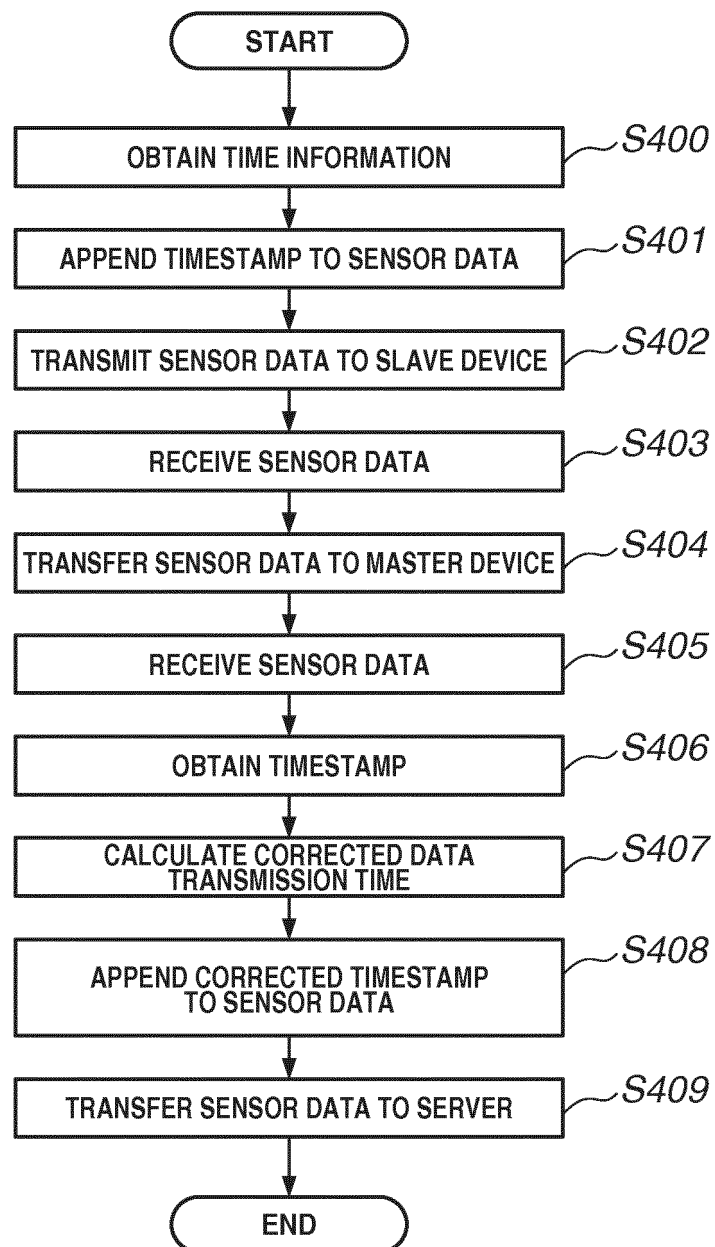 START
OBTAIN TIME INFORMATION
S400
APPEND TIMESTAMP TO SENSOR DATA
S401
TRANSMIT SENSOR DATA TO SLAVE DEVICE
S402
RECEIVE SENSOR DATA
S403
TRANSFER SENSOR DATA TO MASTER DEVICE
S404
RECEIVE SENSOR DATA
S405
OBTAIN TIMESTAMP
S406
CALCULATE CORRECTED DATA
TRANSMISSION TIME
S407
APPEND CORRECTED TIMESTAMP
TO SENSOR DATA
S408
TRANSFER SENSOR DATA TO SERVER
S409
END